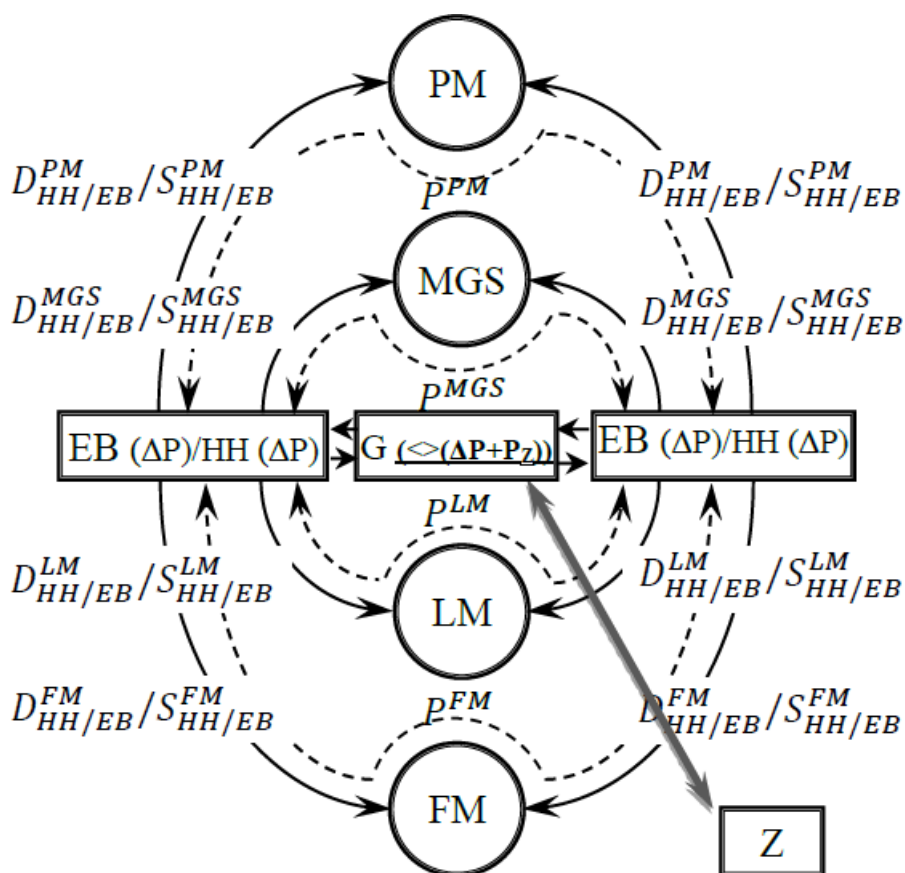 PM
D^{PM}_{HH/EB}/S^{PM}_{HH/EB} D^{PM}_{HH/EB}/S^{PM}_{HH/EB}
P^{PM}
MGS
D^{MGS}_{HH/EB}/S^{MGS}_{HH/EB} D^{MGS}_{HH/EB}/S^{MGS}_{HH/EB}
P^{MGS}
EB (ΔP)/HH (ΔP) G (<>(ΔP+P_Z)) EB (ΔP)/HH (ΔP)
P^{LM}
D^{LM}_{HH/EB}/S^{LM}_{HH/EB} D^{LM}_{HH/EB}/S^{LM}_{HH/EB}
LM
D^{FM}_{HH/EB}/S^{FM}_{HH/EB} P^{FM} D^{FM}_{HH/EB}/S^{FM}_{HH/EB}
FM
Z